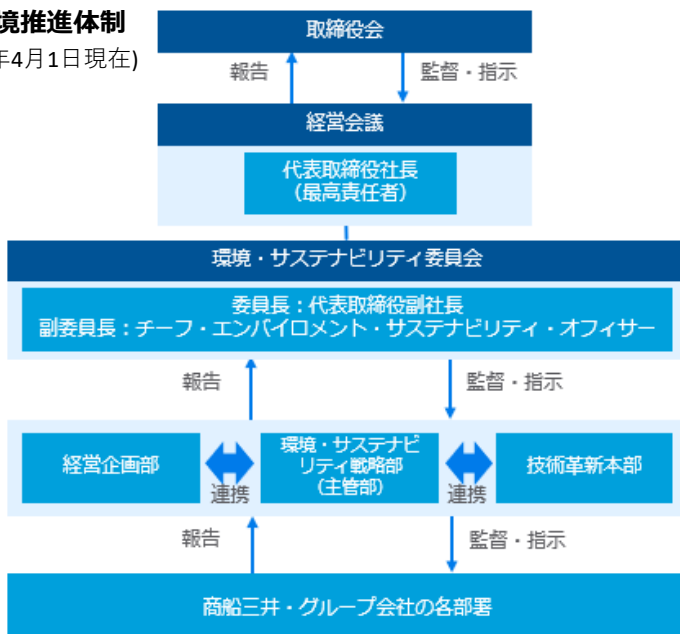 境推進体制
年4月1日現在)
取締役会
報告
監督・指示
経営会議
代表取締役社長
(最高責任者)
環境・サステナビリティ委員会
委員長:代表取締役副社長
副委員長:チーフ・エンバイロメント・サステナビリティ・オフィサー
報告
監督・指示
経営企画部
連携
環境・サステナビ
リティ戦略部
(主管部)
連携
技術革新本部
報告
監督・指示
商船三井・グループ会社の各部署